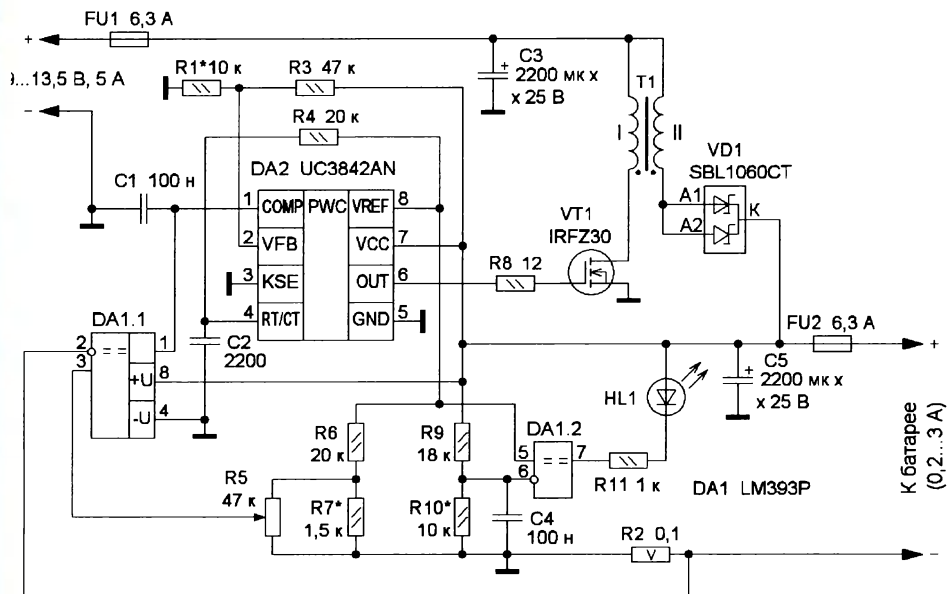 FU1 6,3 A
+
...13,5 В, 5 А
–
R1*10 к
R3 47 к
R4 20 к
+
C3
2200 мк х
х 25 В
T1
I
II
VD1
SBL1060CT
A1
A2
K
DA2 UC3842AN
C1 100 н
1
COMP
PWC
VREF
8
2
VFB
VCC
7
3
KSE
OUT
6
4
RT/CT
GND
5
VT1
IRFZ30
R8 12
C2
2200
DA1.1
2
3
= =
1
+U
8
-U
4
FU2 6,3 A
+
HL1
+
C5
2200 мк х
х 25 В
R6
20 к
R9
18 к
DA1.2
5
6
= =
7
R11 1 к
DA1 LM393P
R5
47 к
R7*
1,5 к
R10*
10 к
C4
100 н
R2 0,1
V
К батарее
(0,2...3 А)
–